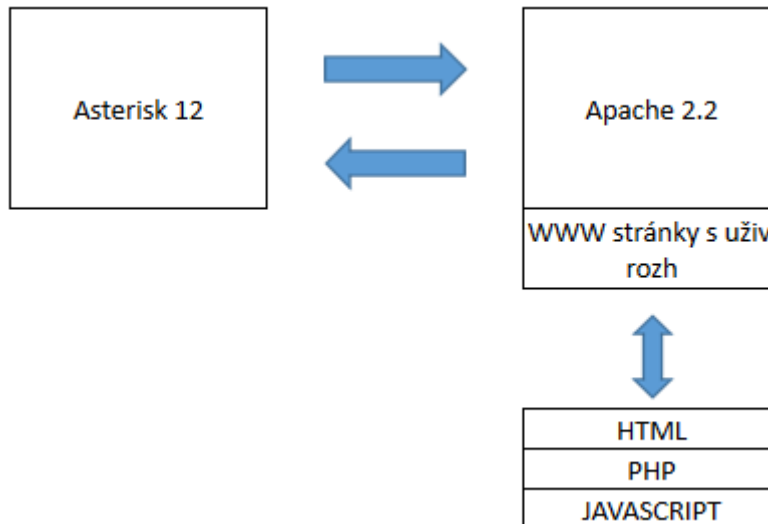 Asterisk 12
Apache 2.2
WWW stránky s uživ
rozh
HTML
PHP
JAVASCRIPT